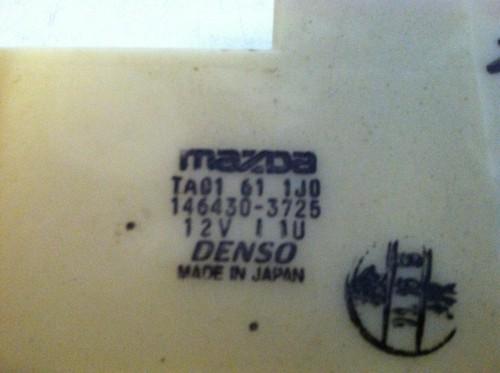 mazda
TA01 61 1J0
146430-3725
12V I 1U
DENSO
MADE IN JAPAN